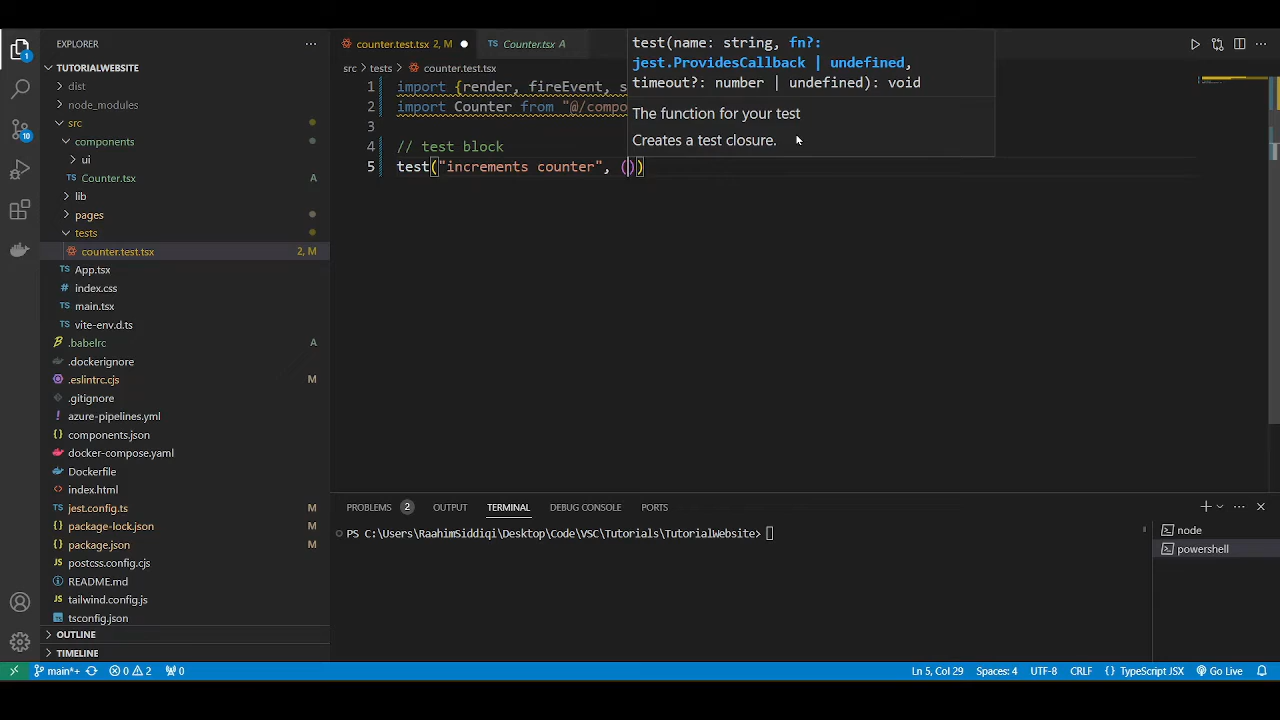 EXPLORER
TUTORIALWEBSITE
dist
node_modules
src
components
ui
Counter.tsx A
lib
pages
tests
counter.test.tsx 2, M
App.tsx
index.css
main.tsx
vite-env.d.ts
.babelrc A
.dockerignore
.eslintrc.cjs M
.gitignore
azure-pipelines.yml
components.json
docker-compose.yaml
Dockerfile
index.html
jest.config.ts M
package-lock.json M
package.json M
postcss.config.cjs
README.md
tailwind.config.js
tsconfig.json
OUTLINE
TIMELINE
1
10
counter.test.tsx 2, M
Counter.tsx A
src > tests > counter.test.tsx
1 import {render, fireEvent, s
2 import Counter from "@/compo
3
4 // test block
5 test("increments counter", ())
test(name: string, fn?:
jest.ProvidesCallback | undefined,
timeout?: number | undefined): void
The function for your test
Creates a test closure.
PROBLEMS 2 OUTPUT TERMINAL DEBUG CONSOLE PORTS
PS C:\Users\RaahimSiddiqi\Desktop\Code\VSC\Tutorials\TutorialWebsite>
node
powershell
main*+ 0 2 0 Ln 5, Col 29 Spaces: 4 UTF-8 CRLF {} TypeScript JSX Go Live